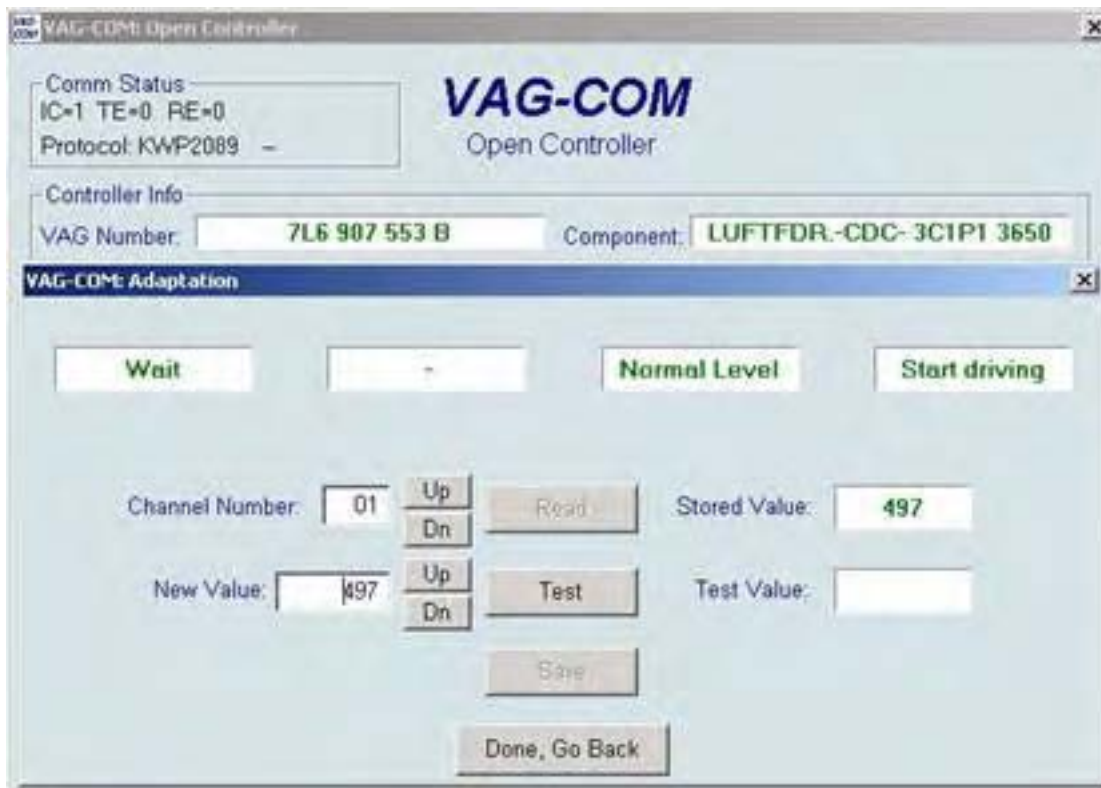 VAG-COM: Open Controller
Comm Status
IC=1 TE=0 RE=0
Protocol: KWP2089 –
VAG-COM
Open Controller
Controller Info
VAG Number: 7L6 907 553 B Component: LUFTFDR.-CDC- 3C1P1 3650
VAG-COM: Adaptation
Wait - Normal Level Start driving
Channel Number: 01 Up Dn Read Stored Value: 497
New Value: 497 Up Dn Test Test Value:
Save
Done, Go Back